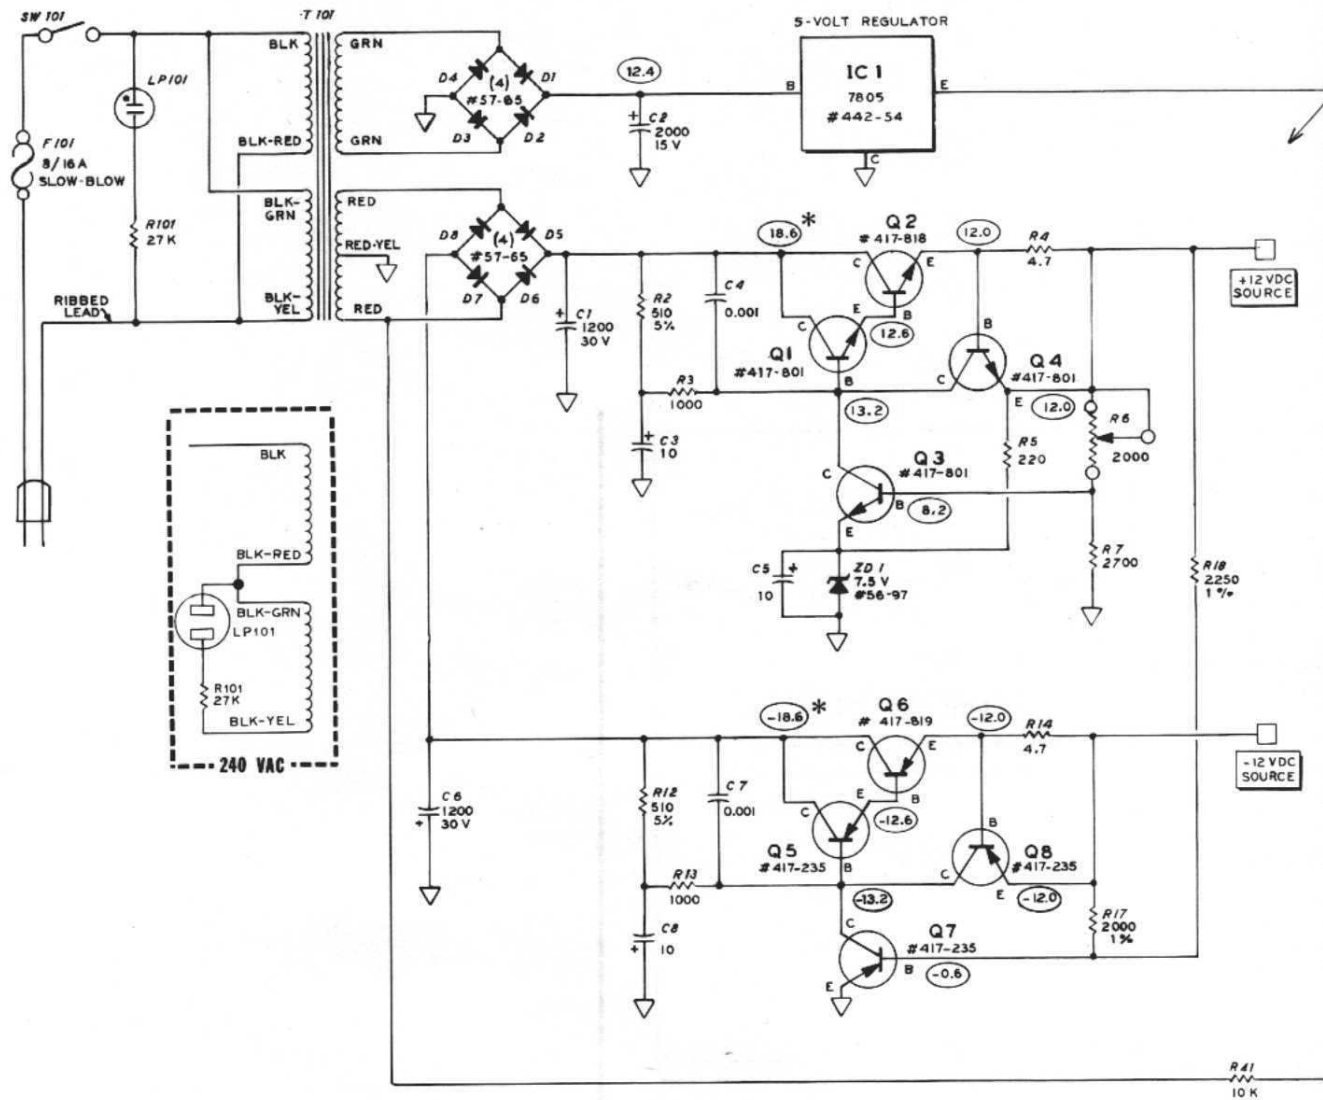 SW 101
T 101
5-VOLT REGULATOR
BLK
GRN
LP101
D4
D1
(4)
#57-65
D3
D2
12.4
+
C2
2000
15 V
B
IC 1
E
7805
#442-54
C
F101
8/16A
SLOW-BLOW
BLK-RED
GRN
R101
27 K
BLK-
GRN
RED
RED-YEL
BLK-
YEL
RED
RIBBED
LEAD
D8
D5
(4)
#57-65
D7
D6
+
C1
1200
30 V
R2
510
5%
C4
0.001
18.6 *
Q2
# 417-818
12.0
R4
4.7
+12 VDC
SOURCE
C
E
B
12.6
C
E
Q1
#417-801
B
13.2
R3
1000
+
C3
10
B
Q4
#417-801
C
E
12.0
R6
2000
R5
220
Q3
#417-801
C
B
8.2
E
C5
+
10
ZD 1
7.5 V
#56-97
R7
2700
R18
2250
1 %
BLK
BLK-RED
BLK-GRN
LP101
R101
27K
BLK-YEL
240 VAC
C6
1200
+
30 V
R12
510
5%
C7
0.001
-18.6 *
Q6
# 417-819
-12.0
R14
4.7
-12 VDC
SOURCE
C
E
B
-12.6
C
E
Q5
#417-235
B
-13.2
R13
1000
C8
+
10
B
Q8
#417-235
C
E
-12.0
R17
2000
1%
Q7
#417-235
C
B
-0.6
E
R41
10 K